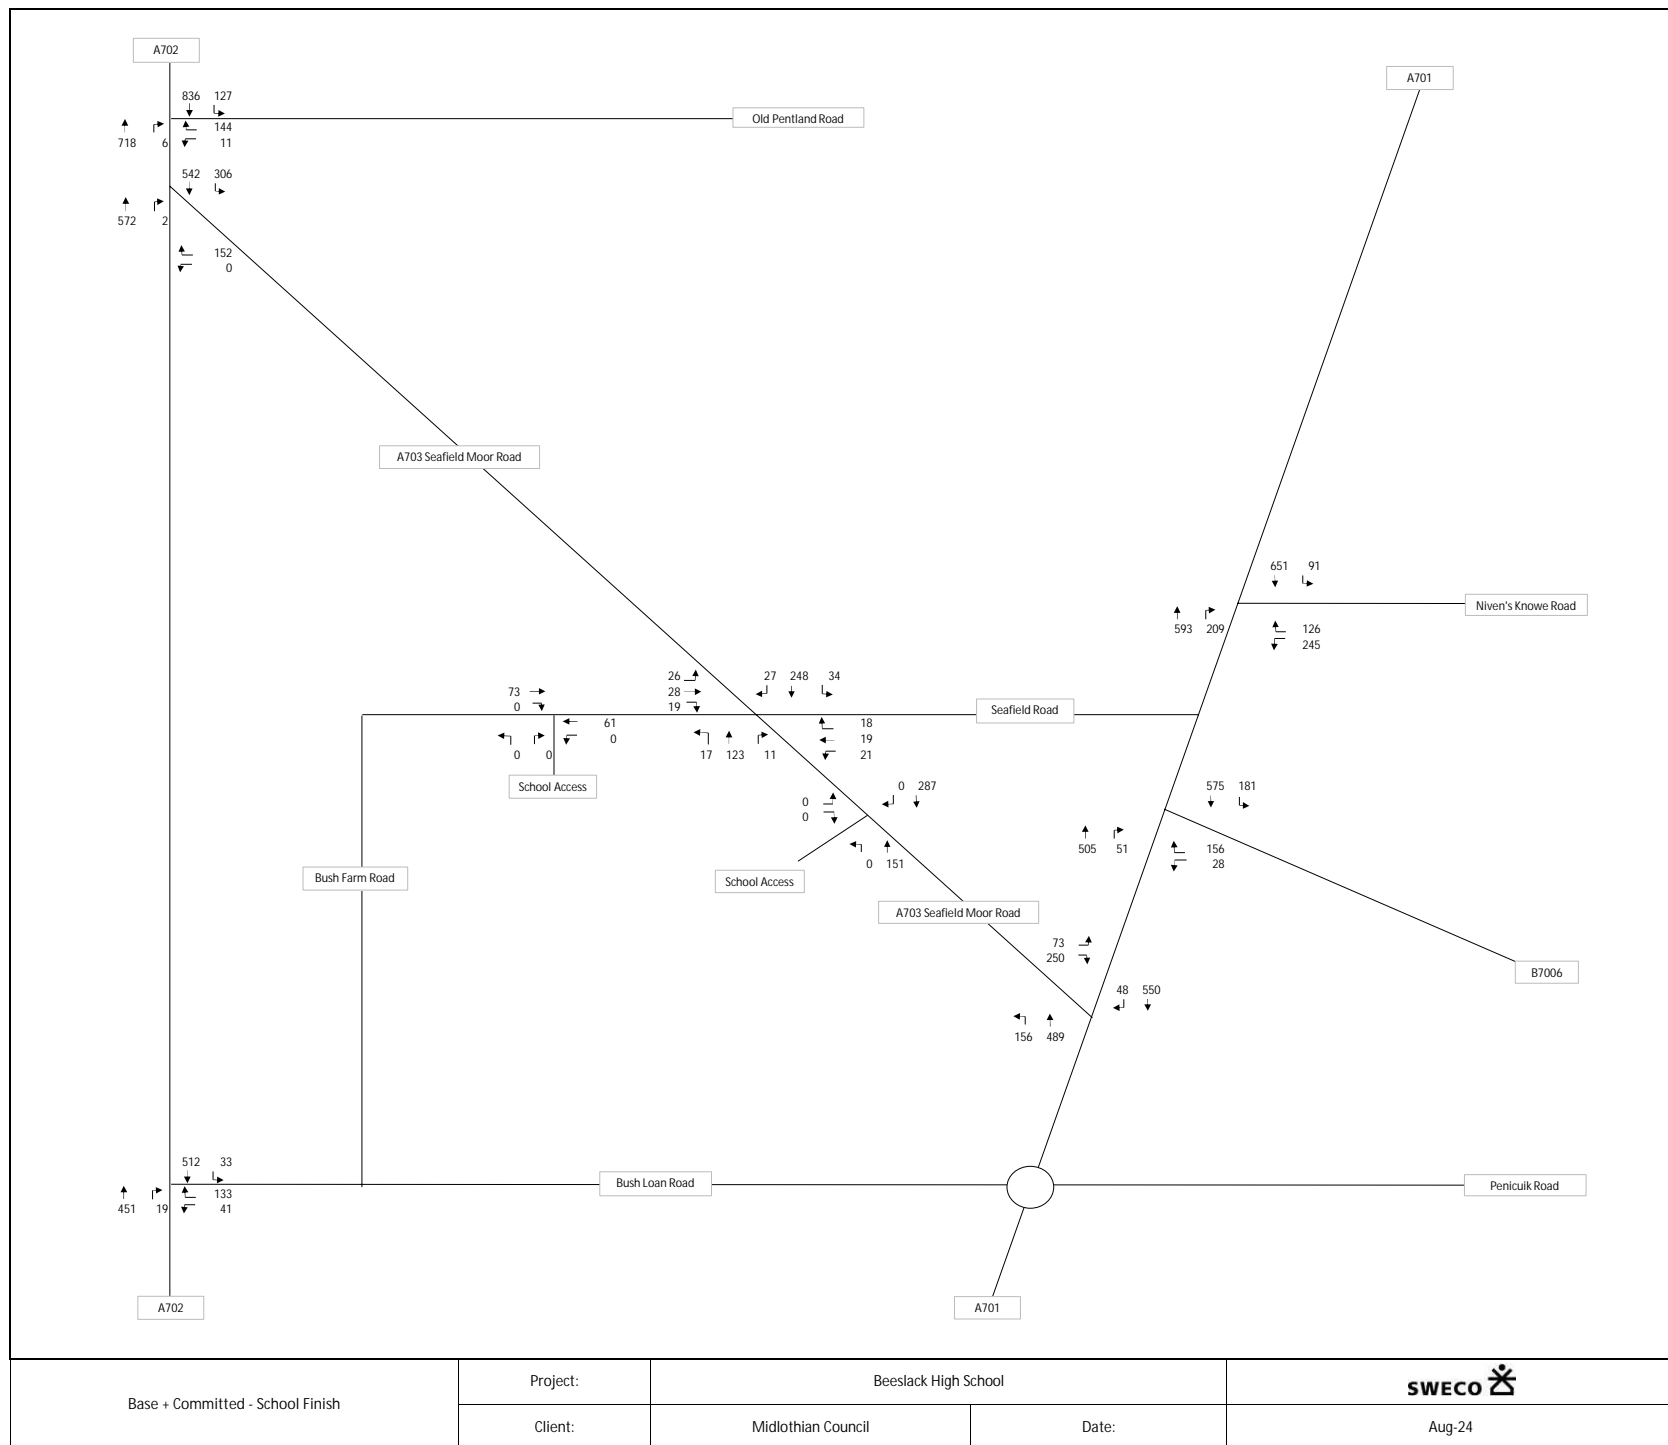 A702
A701
836 127
Old Pentland Road
144
718 6 11
542 306
572 2
152
0
A703 Seafield Moor Road
651 91
Niven's Knowe Road
593 209 126
245
26 27 248 34
73 28
0 19
Seafield Road
61 18
0 19
0 0 17 123 11 21
School Access
0 287
575 181
0
0
505 51 156
0 151 28
Bush Farm Road
School Access
A703 Seafield Moor Road
73
250
B7006
48 550
156 489
512 33
Bush Loan Road
Penicuik Road
133
451 19 41
A702
A701
Base + Committed - School Finish
Project:
Beeslack High School
SWECO
Client:
Midlothian Council
Date:
Aug-24